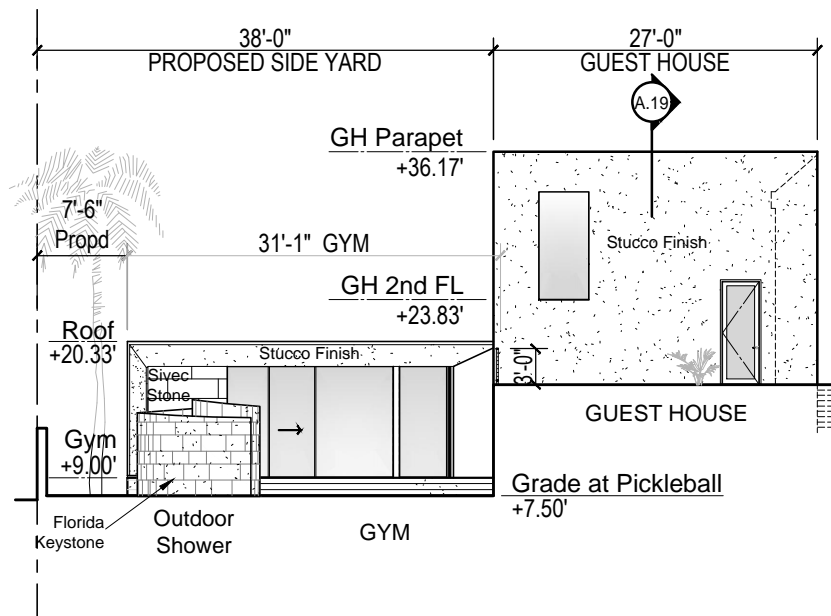 38'-0"
PROPOSED SIDE YARD
27'-0"
GUEST HOUSE
A.19
GH Parapet
+36.17'
7'-6"
Propd
31'-1" GYM
Stucco Finish
GH 2nd FL
+23.83'
Roof
+20.33'
Stucco Finish
Sivec
Stone
3'-0"
GUEST HOUSE
Gym
+9.00'
Grade at Pickleball
+7.50'
Florida
Keystone
Outdoor
Shower
GYM